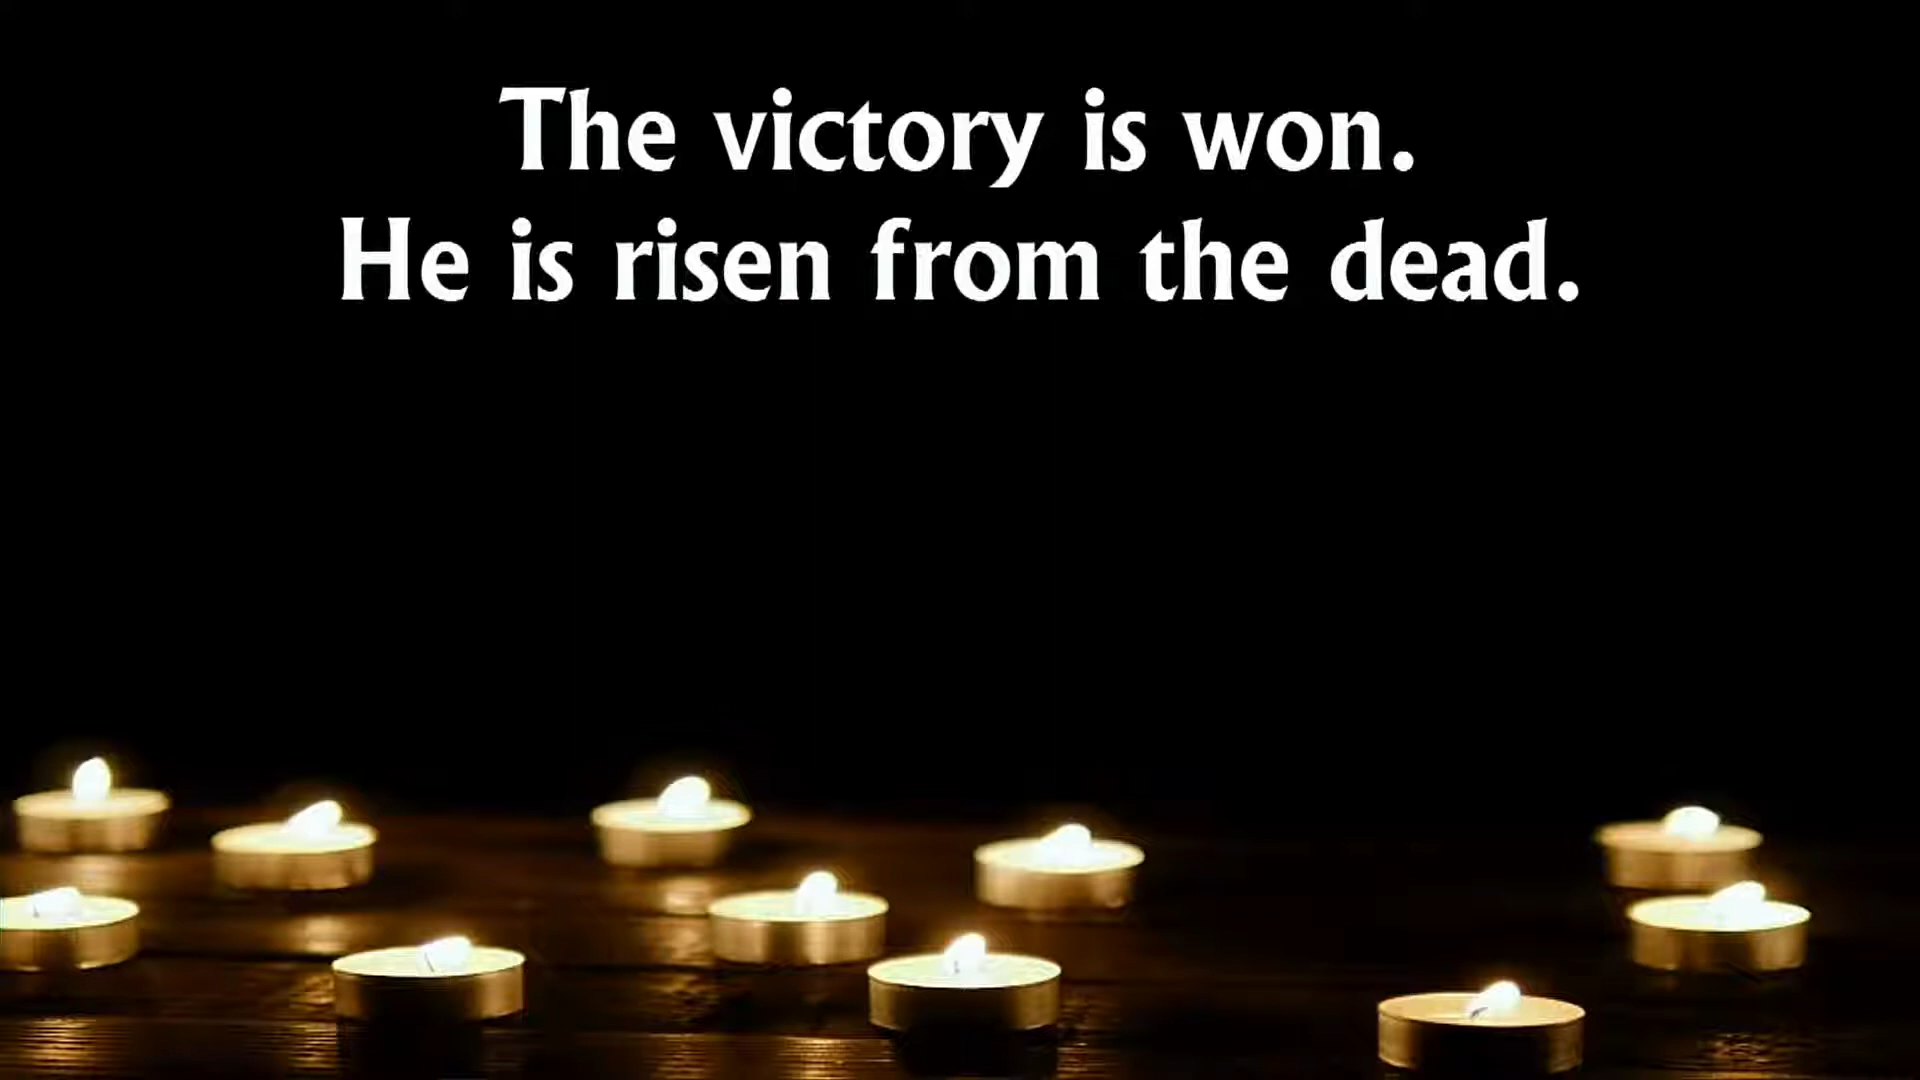 The victory is won.
He is risen from the dead.